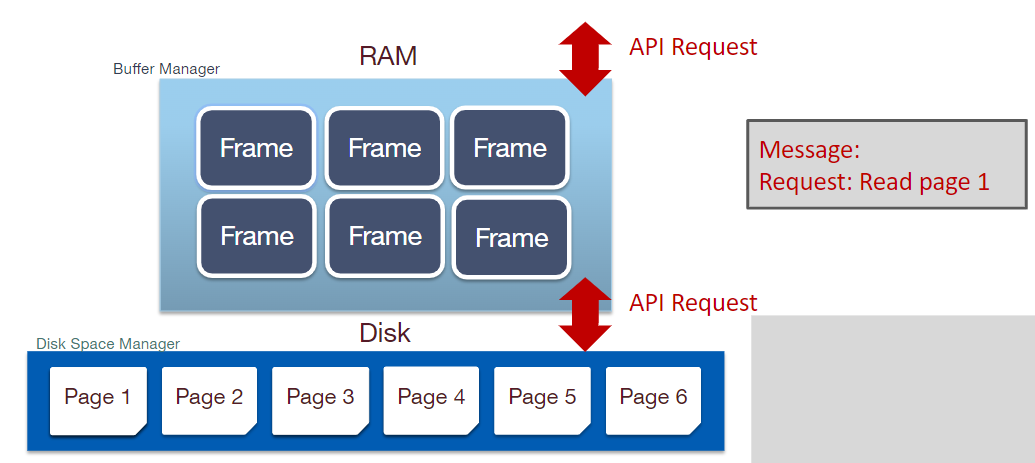 RAM
API Request
Buffer Manager
Frame Frame Frame
Frame Frame Frame
Message:
Request: Read page 1
API Request
Disk
Disk Space Manager
Page 1 Page 2 Page 3 Page 4 Page 5 Page 6